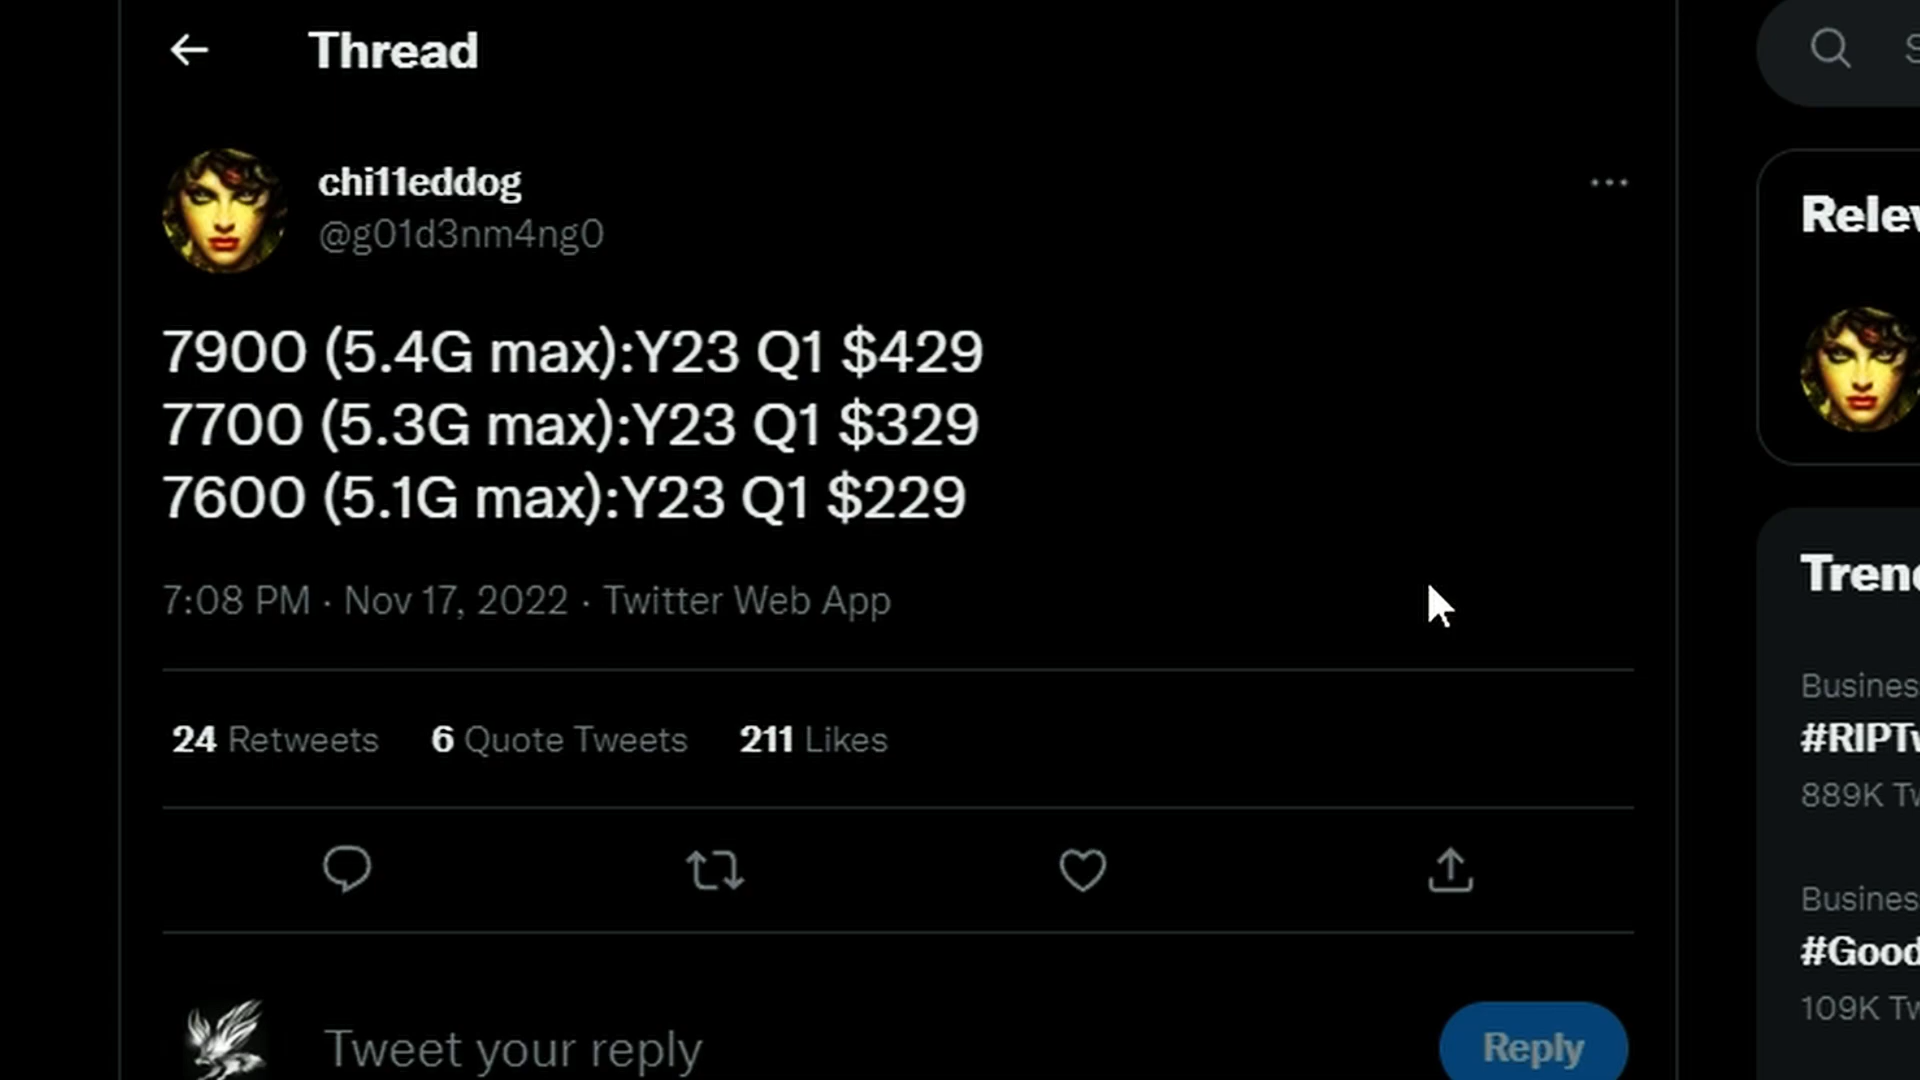 Thread
chi11eddog
@g01d3nm4ng0
7900 (5.4G max):Y23 Q1 $429
7700 (5.3G max):Y23 Q1 $329
7600 (5.1G max):Y23 Q1 $229
7:08 PM · Nov 17, 2022 · Twitter Web App
24 Retweets 6 Quote Tweets 211 Likes
Tweet your reply
Reply
S
Relev
Trend
Busines
#RIPTw
889K Tw
Busines
#Good
109K Tw